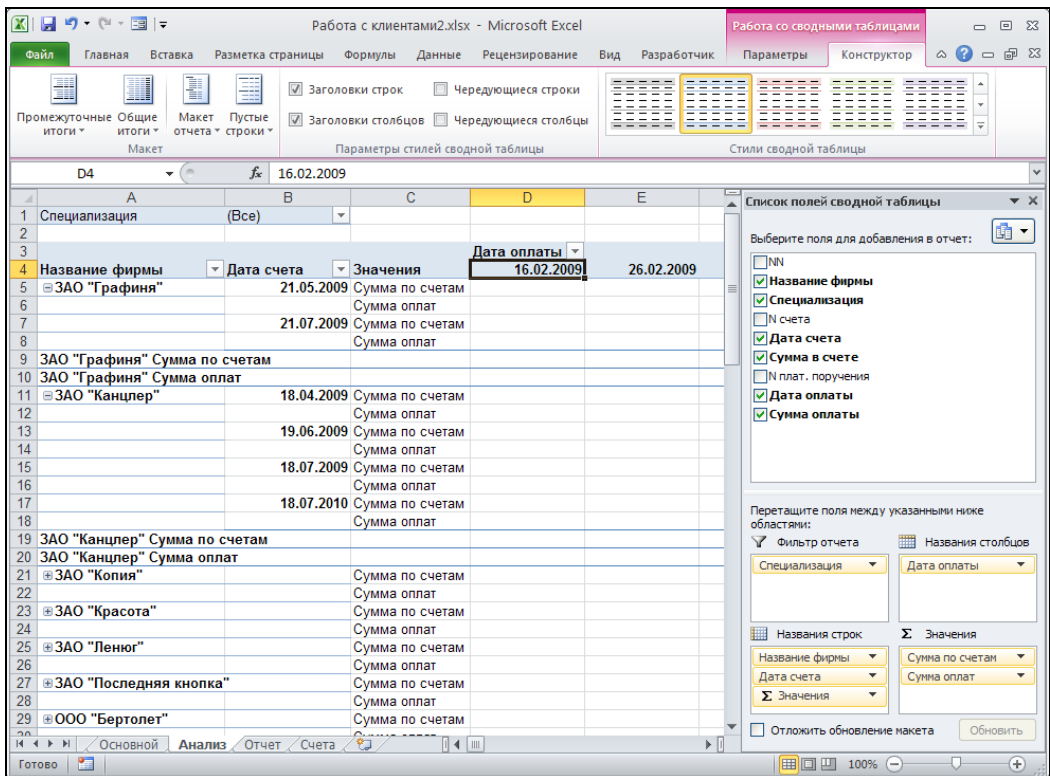 Работа с клиентами2.xlsx - Microsoft Excel
Работа со сводными таблицами
Файл Главная Вставка Разметка страницы Формулы Данные Рецензирование Вид Разработчик Параметры Конструктор
Заголовки строк Чередующиеся строки
Промежуточные Общие Макет Пустые
итоги итоги отчета строки
Заголовки столбцов Чередующиеся столбцы
Макет Параметры стилей сводной таблицы Стили сводной таблицы
D4 fx 16.02.2009
A B C D E
1 Специализация (Все)
2
3 Дата оплаты
4 Название фирмы Дата счета Значения 16.02.2009 26.02.2009
5 ЗАО "Графиня" 21.05.2009 Сумма по счетам
6 Сумма оплат
7 21.07.2009 Сумма по счетам
8 Сумма оплат
9 ЗАО "Графиня" Сумма по счетам
10 ЗАО "Графиня" Сумма оплат
11 ЗАО "Канцлер" 18.04.2009 Сумма по счетам
12 Сумма оплат
13 19.06.2009 Сумма по счетам
14 Сумма оплат
15 18.07.2009 Сумма по счетам
16 Сумма оплат
17 18.07.2010 Сумма по счетам
18 Сумма оплат
19 ЗАО "Канцлер" Сумма по счетам
20 ЗАО "Канцлер" Сумма оплат
21 ЗАО "Копия" Сумма по счетам
22 Сумма оплат
23 ЗАО "Красота" Сумма по счетам
24 Сумма оплат
25 ЗАО "Ленюг" Сумма по счетам
26 Сумма оплат
27 ЗАО "Последняя кнопка" Сумма по счетам
28 Сумма оплат
29 ООО "Бертолет" Сумма по счетам
Список полей сводной таблицы
Выберите поля для добавления в отчет:
NN
Название фирмы
Специализация
N счета
Дата счета
Сумма в счете
N плат. поручения
Дата оплаты
Сумма оплаты
Перетащите поля между указанными ниже
областями:
Фильтр отчета Названия столбцов
Специализация Дата оплаты
Названия строк Σ Значения
Название фирмы Сумма по счетам
Дата счета Сумма оплат
Σ Значения
Отложить обновление макета Обновить
Основной Анализ Отчет Счета
Готово 100%